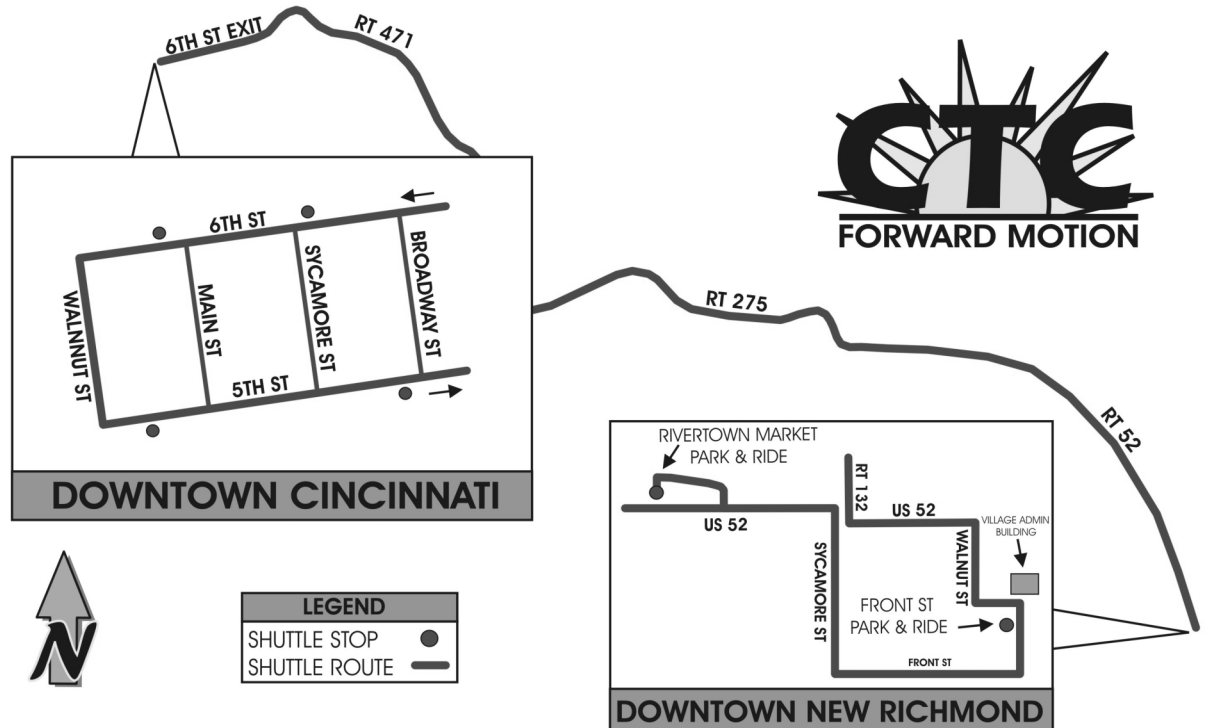 6TH ST EXIT
RT 471
CTC
FORWARD MOTION
6TH ST
WALNNUT ST
MAIN ST
SYCAMORE ST
BROADWAY ST
5TH ST
DOWNTOWN CINCINNATI
RT 275
RT 52
RIVERTOWN MARKET
PARK & RIDE
US 52
RT 132
US 52
VILLAGE ADMIN
BUILDING
SYCAMORE ST
WALNUT ST
FRONT ST
PARK & RIDE
FRONT ST
DOWNTOWN NEW RICHMOND
N
LEGEND
SHUTTLE STOP
SHUTTLE ROUTE